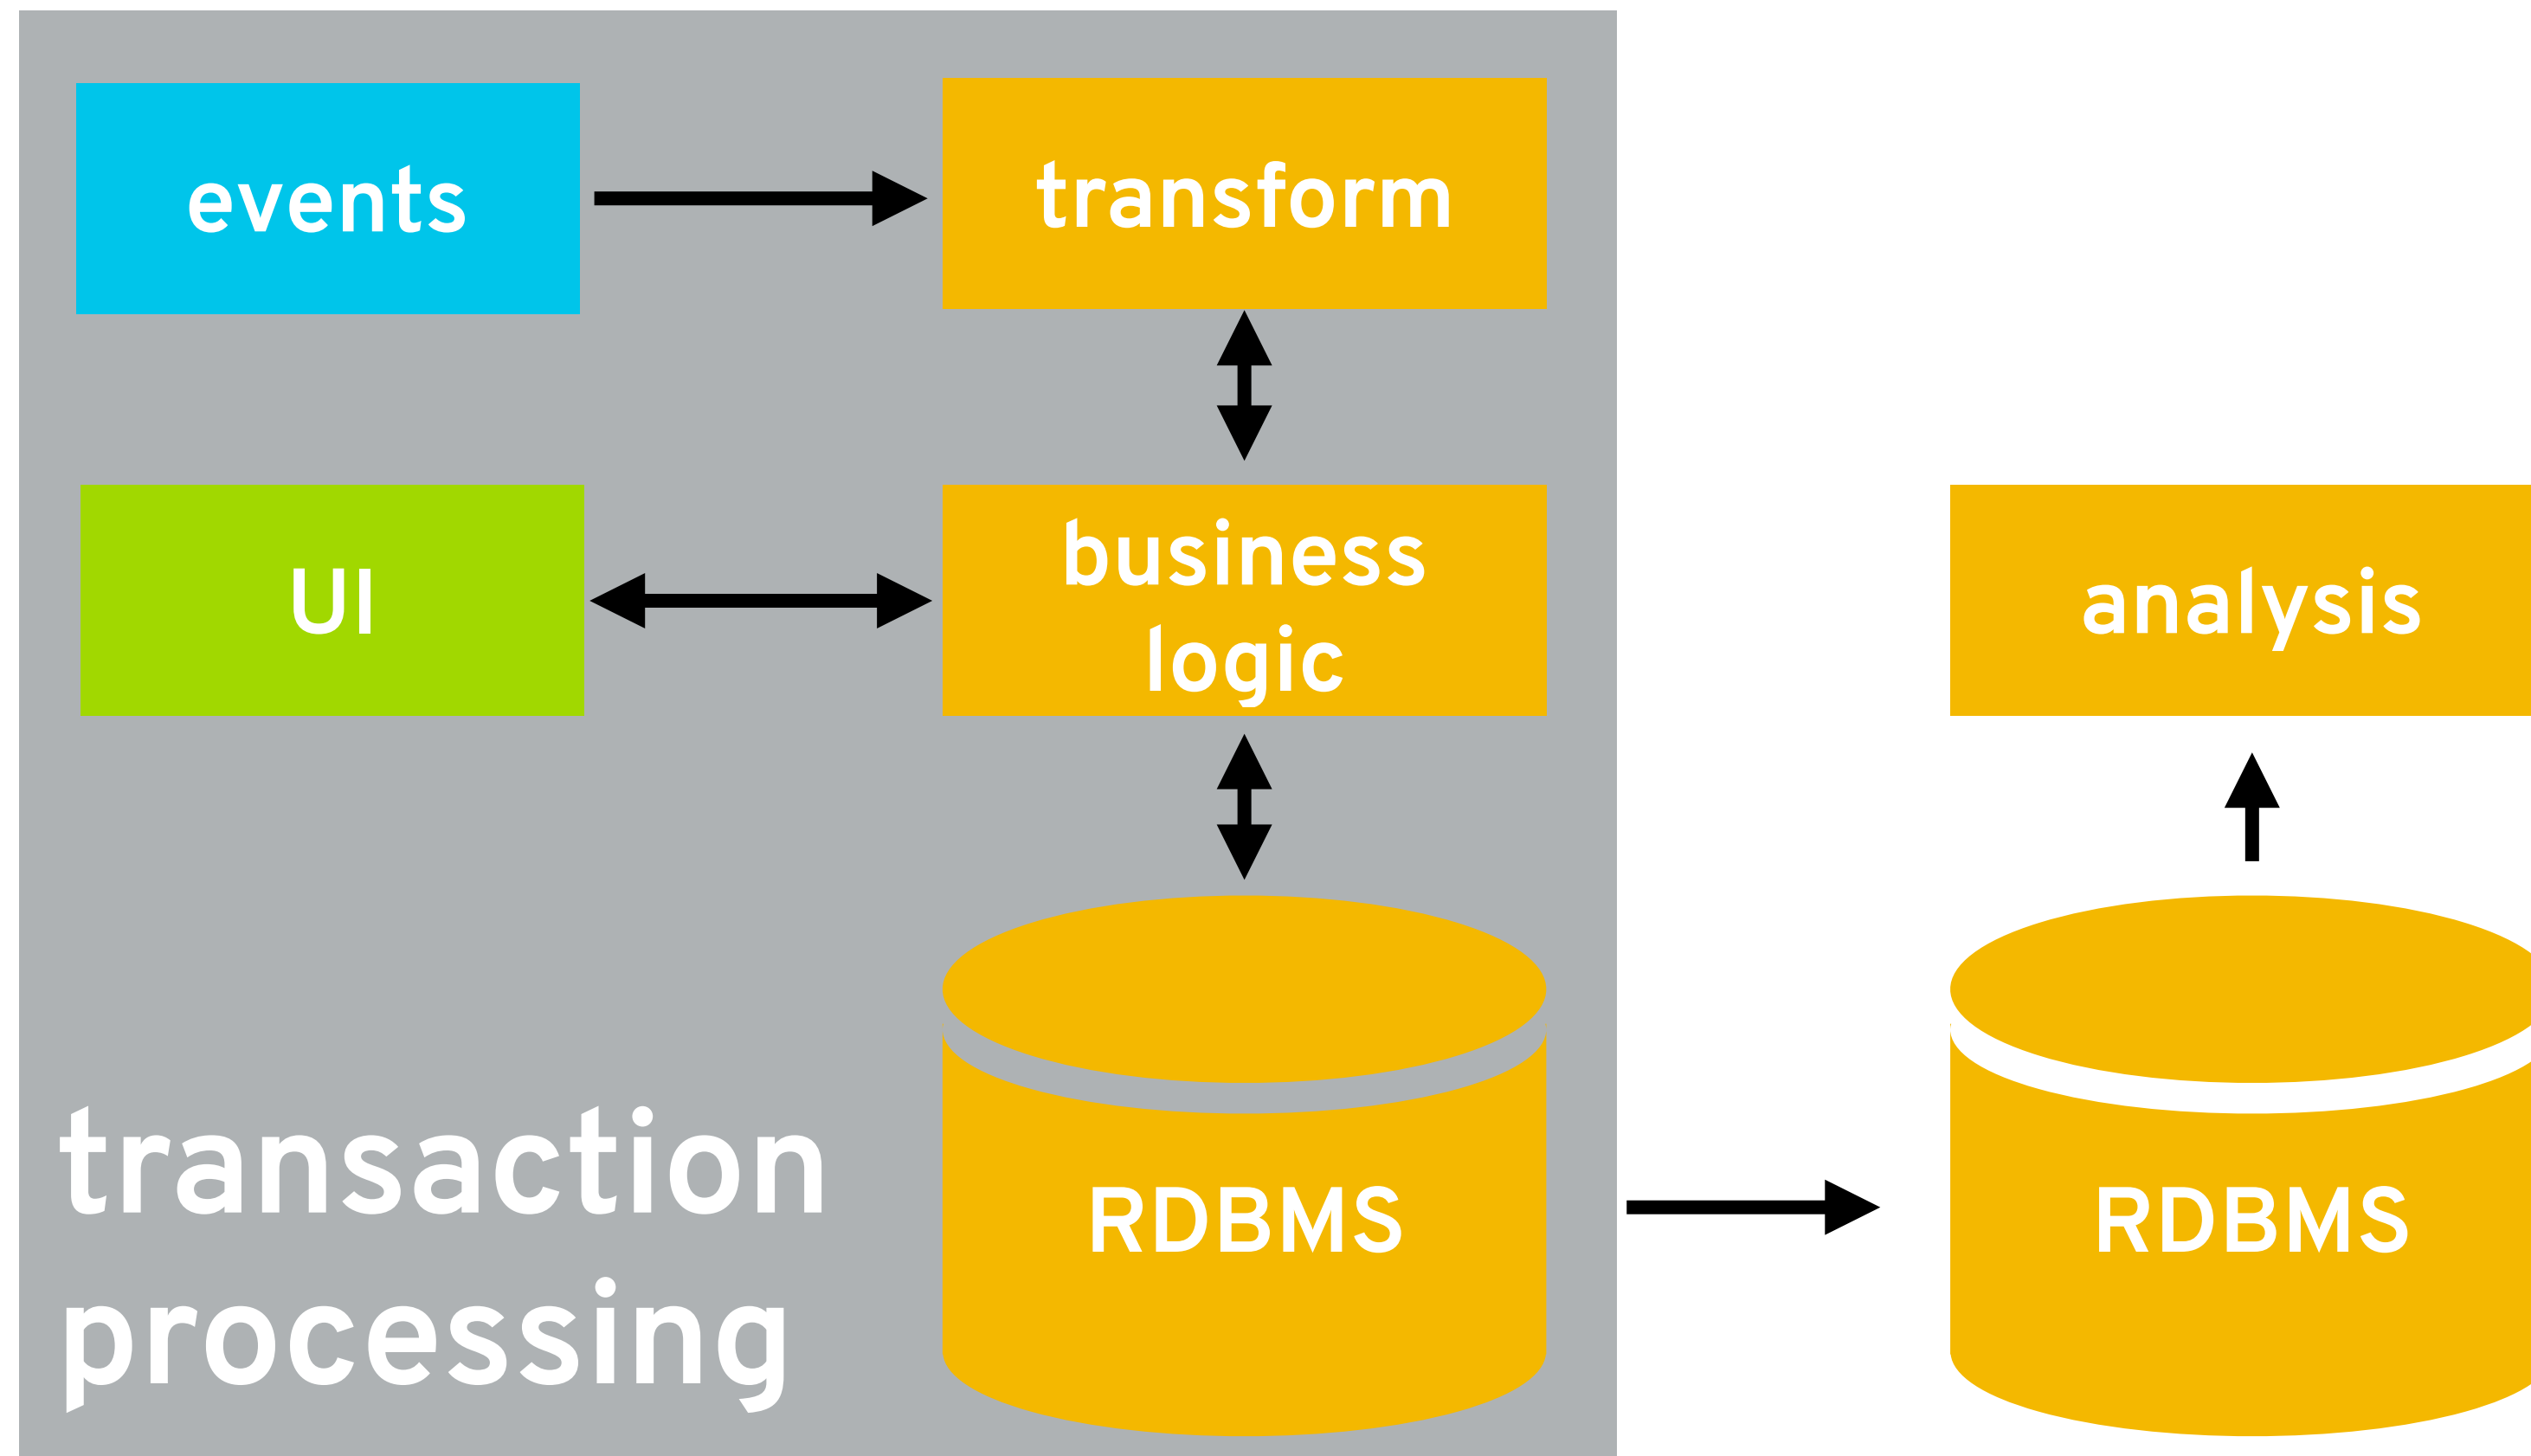 events
transform
UI
business
logic
analysis
transaction
processing
RDBMS
RDBMS